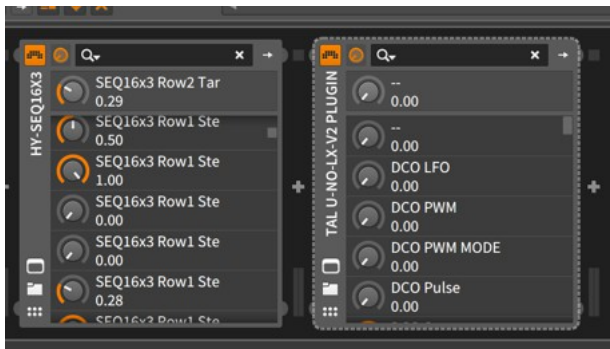 HY-SEQ16X3
SEQ16x3 Row2 Tar
0.29
SEQ16x3 Row1 Ste
0.50
SEQ16x3 Row1 Ste
1.00
SEQ16x3 Row1 Ste
0.00
SEQ16x3 Row1 Ste
0.00
SEQ16x3 Row1 Ste
0.28
SEQ16x3 Row1 Ste
TAL U-NO-LX-V2 PLUGIN
--
0.00
--
0.00
DCO LFO
0.00
DCO PWM
0.00
DCO PWM MODE
0.00
DCO Pulse
0.00